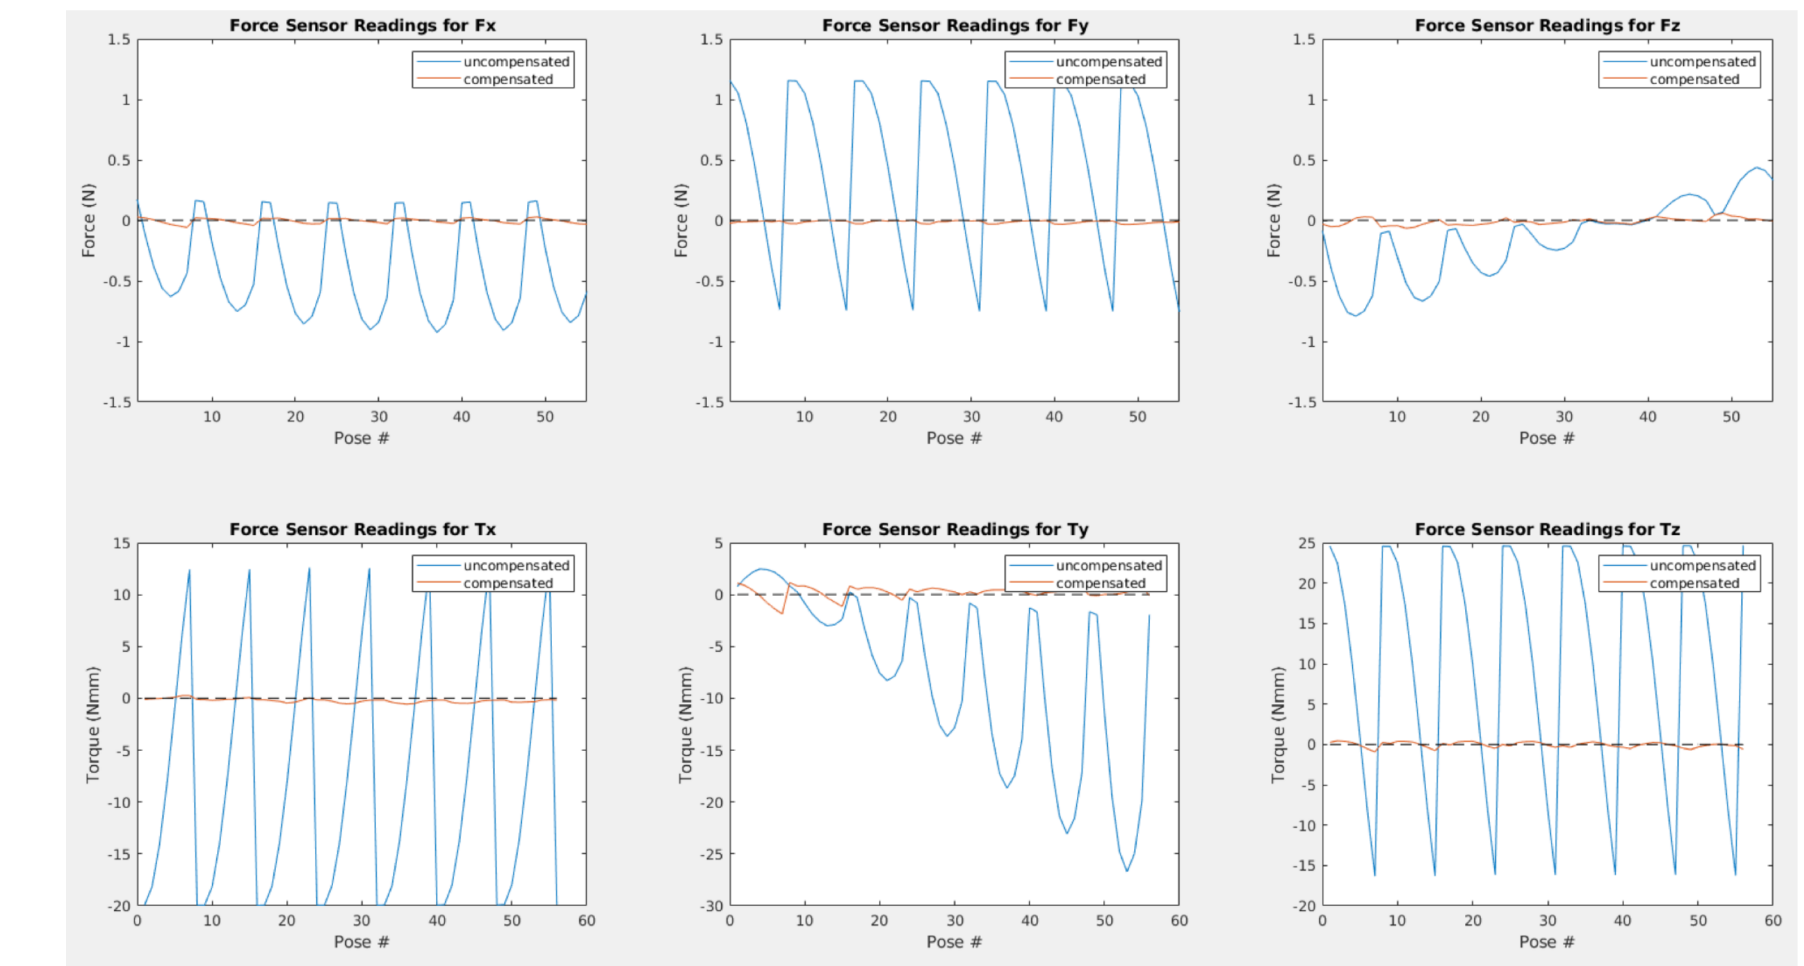 Force Sensor Readings for Fx
1.5
1
0.5
0
-0.5
-1
-1.5
Force (N)
uncompensated
compensated
10 20 30 40 50
Pose #
Force Sensor Readings for Fy
1.5
1
0.5
0
-0.5
-1
-1.5
Force (N)
uncompensated
compensated
10 20 30 40 50
Pose #
Force Sensor Readings for Fz
1.5
1
0.5
0
-0.5
-1
-1.5
Force (N)
uncompensated
compensated
10 20 30 40 50
Pose #
Force Sensor Readings for Tx
15
10
5
0
-5
-10
-15
-20
Torque (Nmm)
uncompensated
compensated
0 10 20 30 40 50 60
Pose #
Force Sensor Readings for Ty
5
0
-5
-10
-15
-20
-25
-30
Torque (Nmm)
uncompensated
compensated
0 10 20 30 40 50 60
Pose #
Force Sensor Readings for Tz
25
20
15
10
5
0
-5
-10
-15
-20
Torque (Nmm)
uncompensated
compensated
0 10 20 30 40 50 60
Pose #